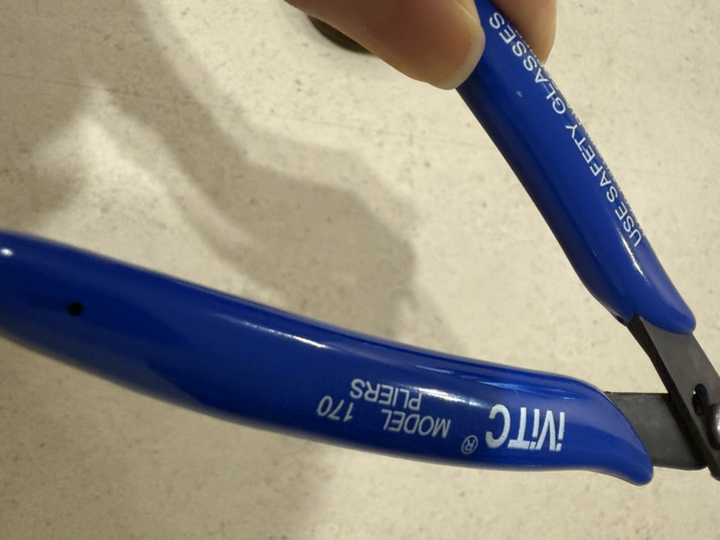 iViTC®
MODEL 170
PLIERS
USE SAFETY GLASSES